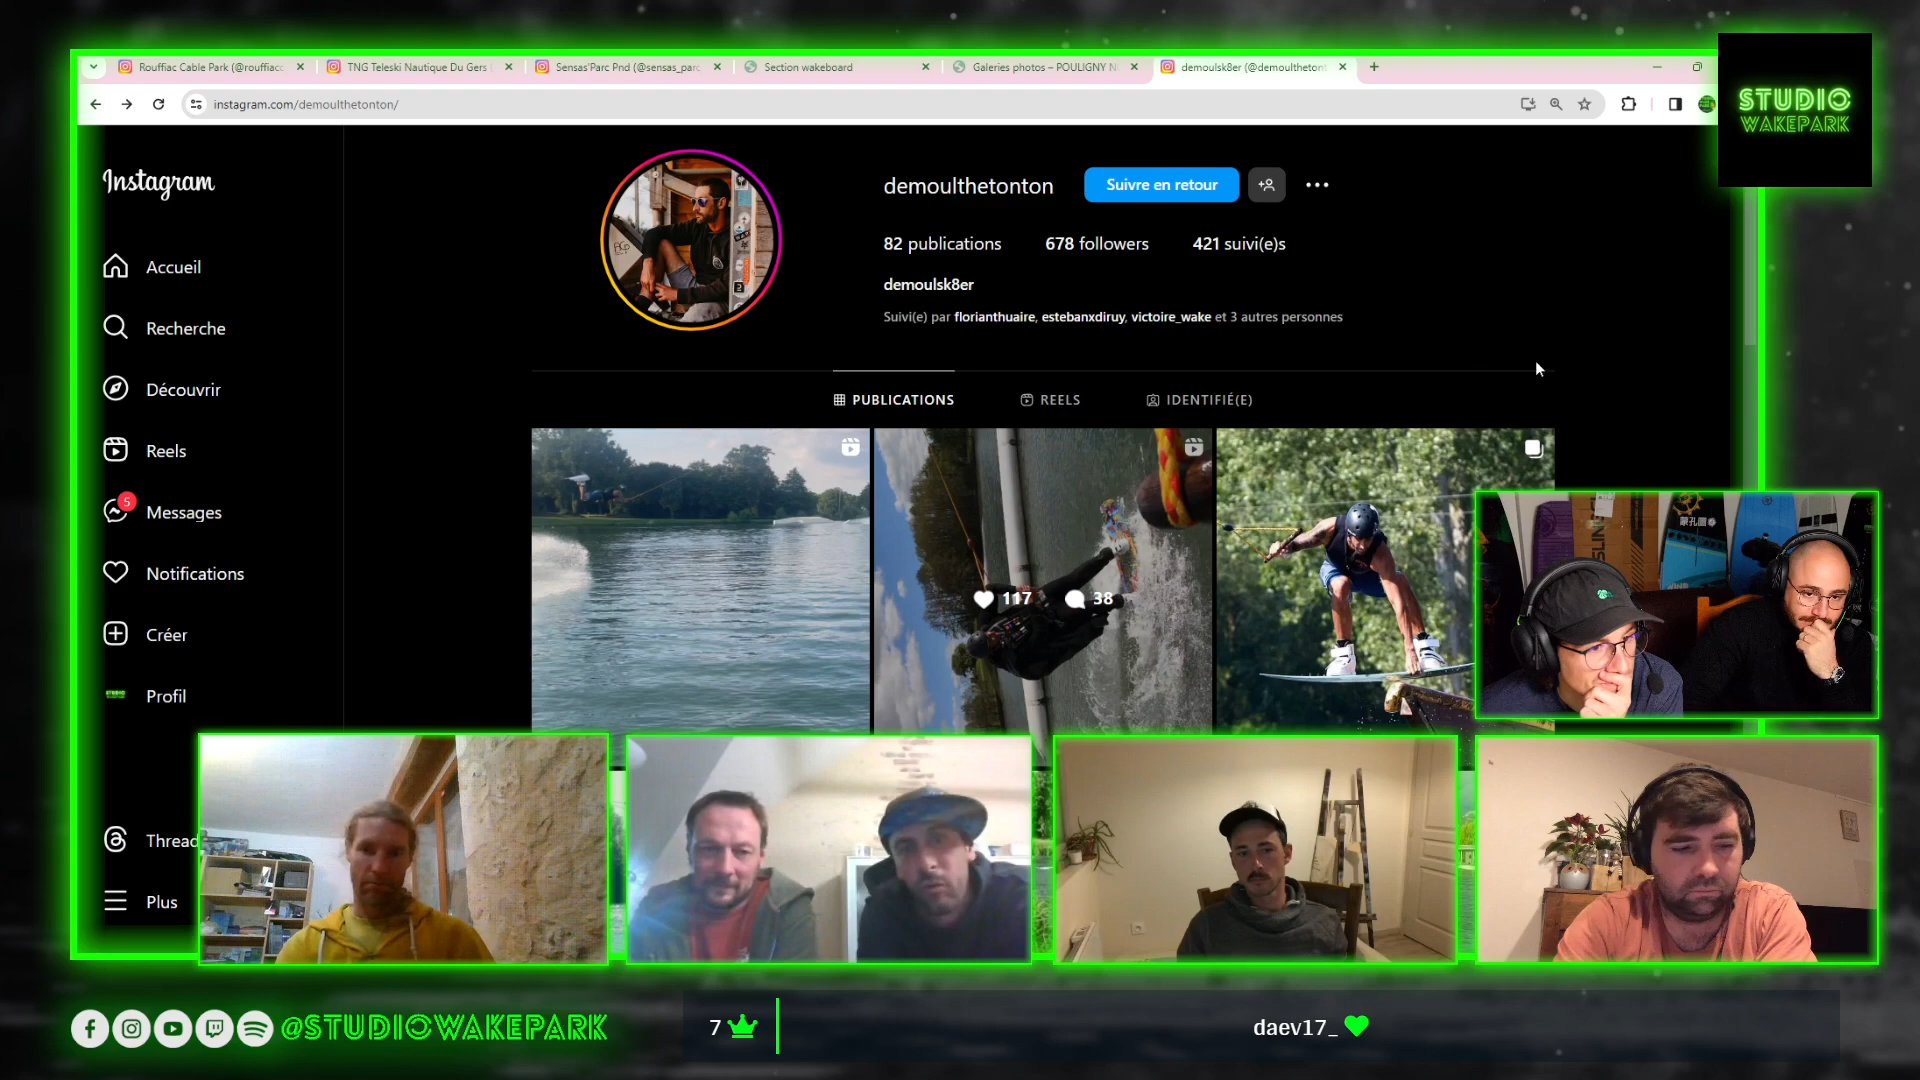 Rouffiac Cable Park (@rouffiacc
TNG Teleski Nautique Du Gers
Sensas'Parc Pnd (@sensas_parc
Section wakeboard
Galeries photos – POULIGNY N
demoulsk8er (@demoulthetont
instagram.com/demoulthetonton/
STUDIO
WAKEPARK
Instagram
demoulthetonton
Suivre en retour
82 publications
678 followers
421 suivi(e)s
demoulsk8er
Suivi(e) par florianthuaire, estebanxdiruy, victoire_wake et 3 autres personnes
Accueil
Recherche
Découvrir
Reels
5
Messages
Notifications
Créer
Profil
Thread
Plus
PUBLICATIONS
REELS
IDENTIFIÉ(E)
117
38
@STUDIOWAKEPARK
7
daev17_